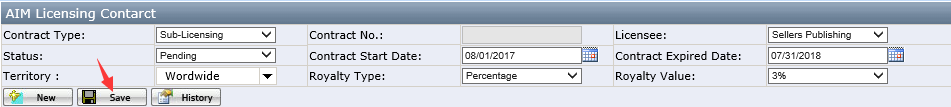 AIM Licensing Contarct
Contract Type: Sub-Licensing Contract No.: Licensee: Sellers Publishing
Status: Pending Contract Start Date: 08/01/2017 Contract Expired Date: 07/31/2018
Territory : Wordwide Royalty Type: Percentage Royalty Value: 3%
New Save History